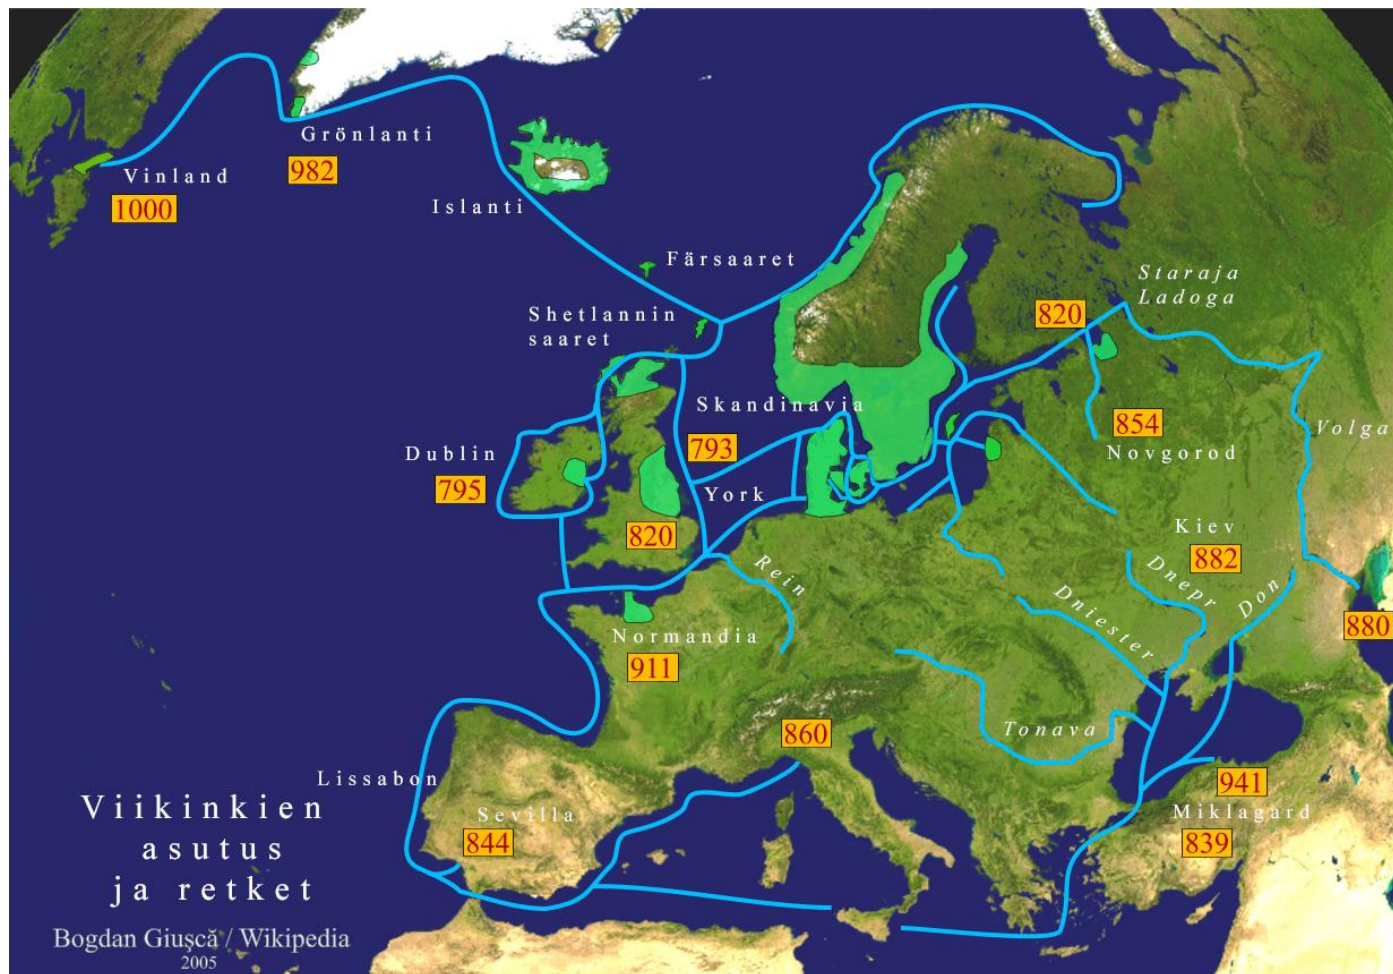 Grönlanti
982
Vinland
1000
Islanti
Färsaaret
Shetlannin
saaret
Staraja
Ladoga
820
Skandinavia
793
Dublin
795
York
820
854
Novgorod
Volga
Kiev
882
Rein
Dnepr
Don
Dniester
880
Normandia
911
860
Tonava
Lissabon
Sevilla
844
941
Miklagard
839
Viikinkien
asutus
ja retket
Bogdan Giuşcă / Wikipedia
2005